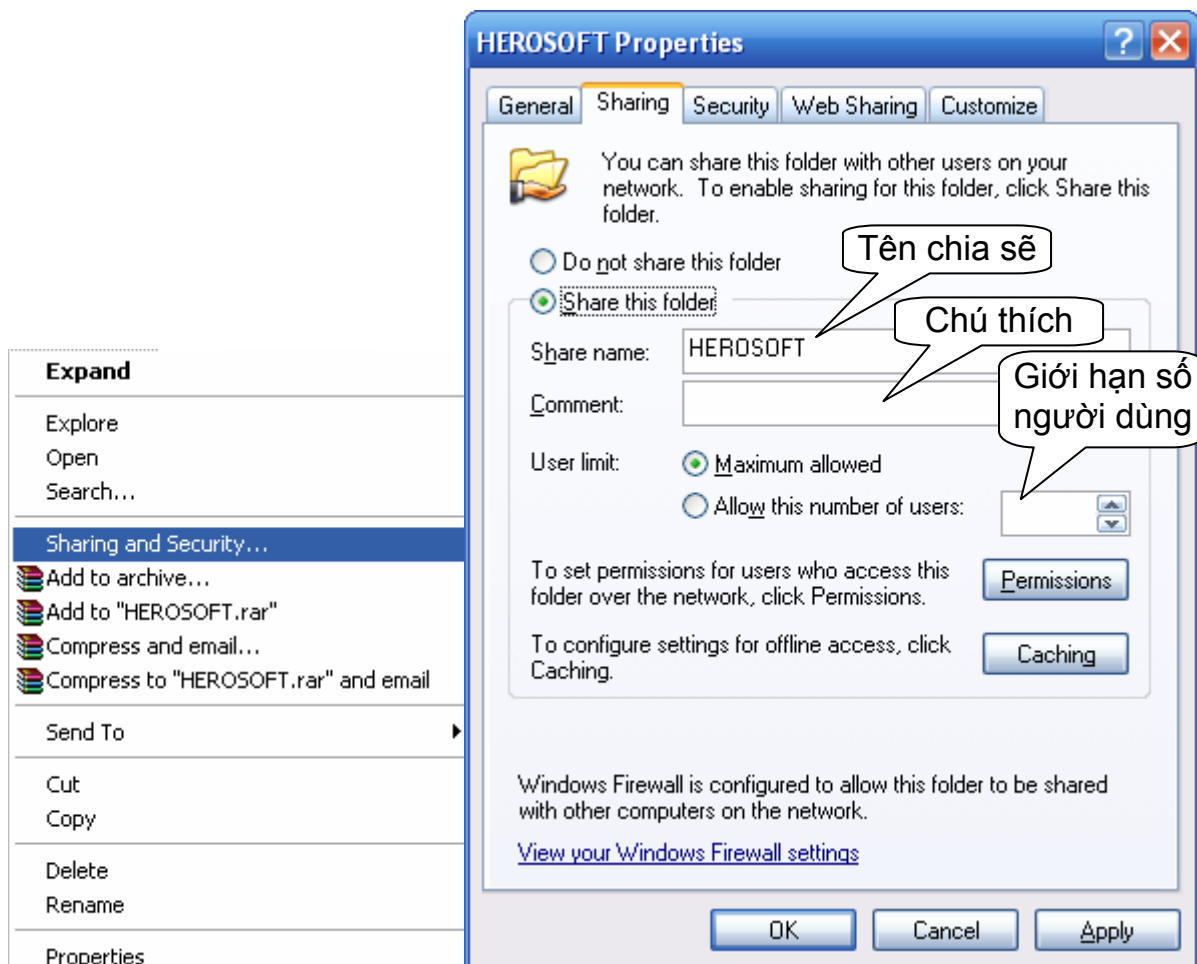 Expand
Explore
Open
Search...
Sharing and Security...
Add to archive...
Add to "HEROSOFT.rar"
Compress and email...
Compress to "HEROSOFT.rar" and email
Send To
Cut
Copy
Delete
Rename
Properties
HEROSOFT Properties
General Sharing Security Web Sharing Customize
You can share this folder with other users on your
network. To enable sharing for this folder, click Share this
folder.
Tên chia sẽ
Do not share this folder
Share this folder
Chú thích
Share name: HEROSOFT
Giới hạn số
người dùng
Comment:
User limit: Maximum allowed
Allow this number of users:
To set permissions for users who access this
folder over the network, click Permissions.
Permissions
To configure settings for offline access, click
Caching.
Caching
Windows Firewall is configured to allow this folder to be shared
with other computers on the network.
View your Windows Firewall settings
OK Cancel Apply